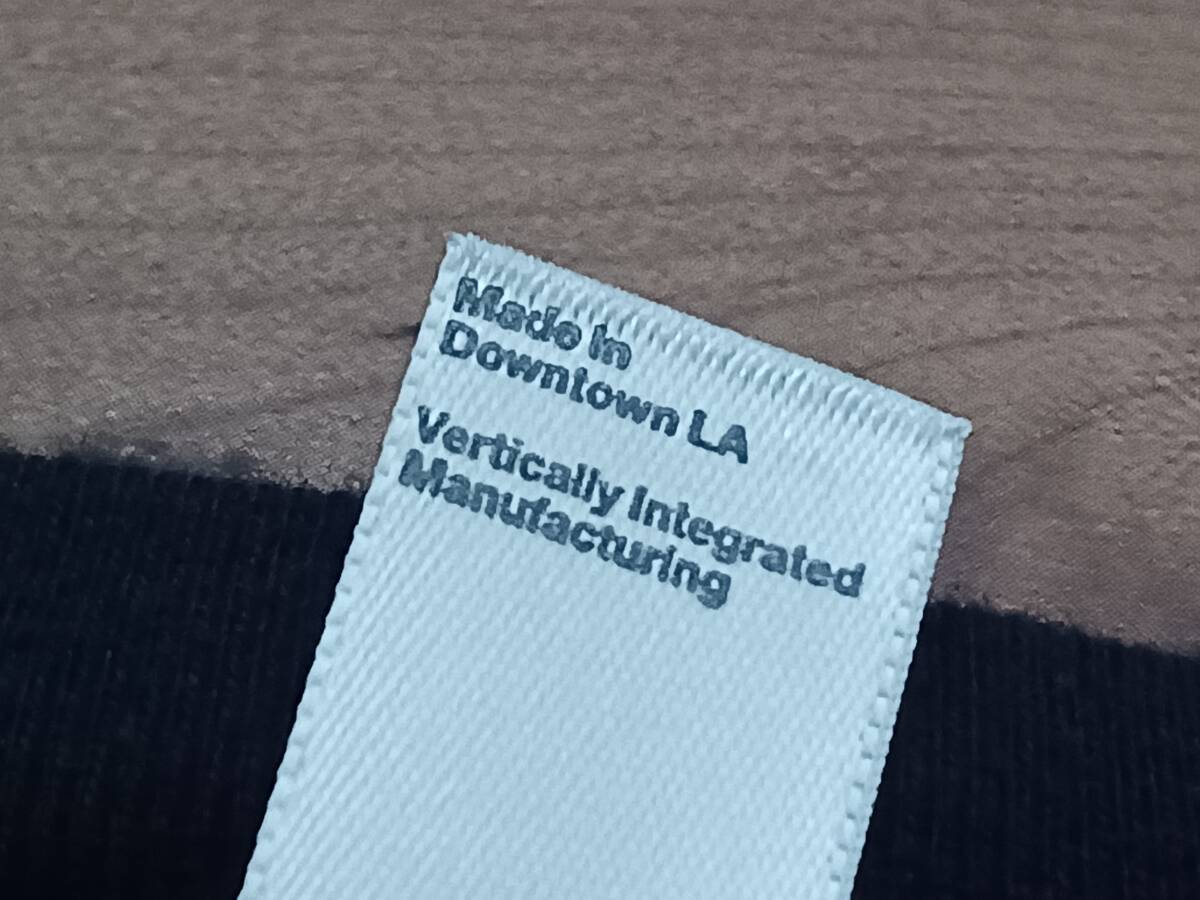 Made In
Downtown LA
Vertically Integrated
Manufacturing